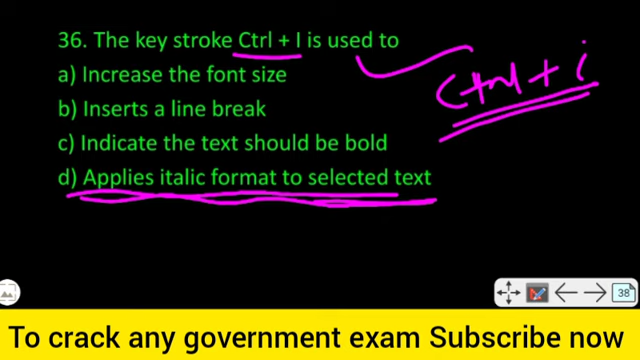 36. The key stroke Ctrl + I is used to
Ctrl + i
a) Increase the font size
b) Inserts a line break
c) Indicate the text should be bold
d) Applies italic format to selected text
38
To crack any government exam Subscribe now